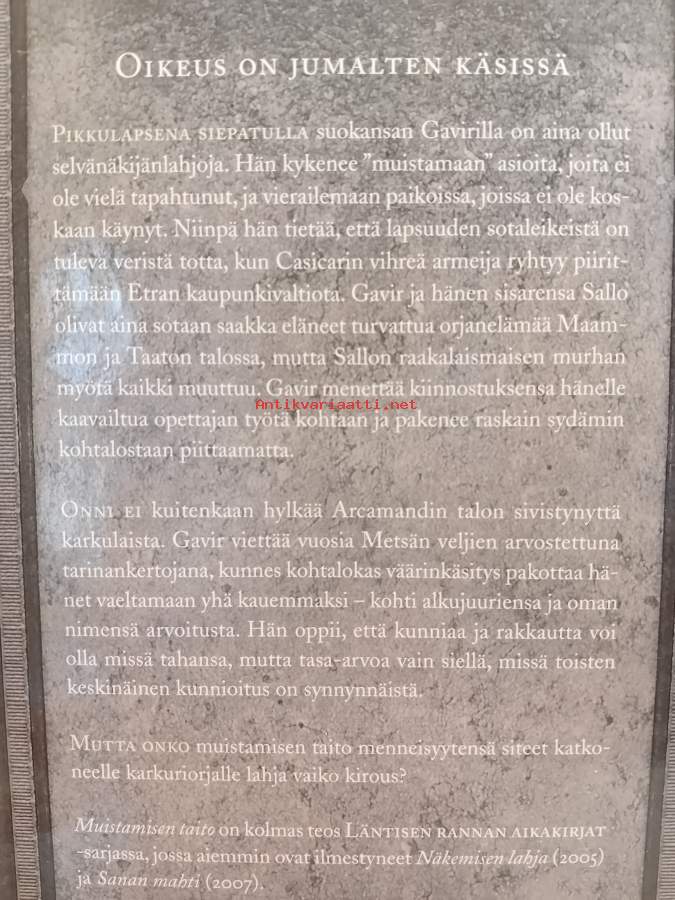 OIKEUS ON JUMALTEN KÄSISSÄ
PIKKULAPSENA SIEPATULLA suokansan Gavirilla on aina ollut
selvänäkijänlahjoja. Hän kykenee ”muistamaan” asioita, joita ei
ole vielä tapahtunut, ja vierailemaan paikoissa, joissa ei ole kos-
kaan käynyt. Niinpä hän tietää, että lapsuuden sotaleikeistä on
tuleva veristä totta, kun Casicarin vihreä armeija ryhtyy piirit-
tämään Etran kaupunkivaltiota. Gavir ja hänen sisarensa Sallo
olivat aina sotaan saakka eläneet turvattua orjanelämää Maam-
mon ja Taaton talossa, mutta Sallon raakalaismaisen murhan
myötä kaikki muuttuu. Gavir menettää kiinnostuksensa hänelle
Antikvariaatti.net
kaavailtua opettajan työtä kohtaan ja pakenee raskain sydämin
kohtalostaan piittaamatta.
ONNI EI kuitenkaan hylkää Arcamandin talon sivistynyttä
karkulaista. Gavir viettää vuosia Metsän veljien arvostettuna
tarinankertojana, kunnes kohtalokas väärinkäsitys pakottaa hä-
net vaeltamaan yhä kauemmaksi – kohti alkujuuriensa ja oman
nimensä arvoitusta. Hän oppii, että kunniaa ja rakkautta voi
olla missä tahansa, mutta tasa-arvoa vain siellä, missä toisten
keskinäinen kunnioitus on synnynnäistä.
MUTTA ONKO muistamisen taito menneisyytensä siteet katko-
neelle karkuriorjalle lahja vaiko kirous?
Muistamisen taito on kolmas teos LÄNTISEN RANNAN AIKAKIRJAT
-sarjassa, jossa aiemmin ovat ilmestyneet Näkemisen lahja (2005)
ja Sanan mahti (2007).